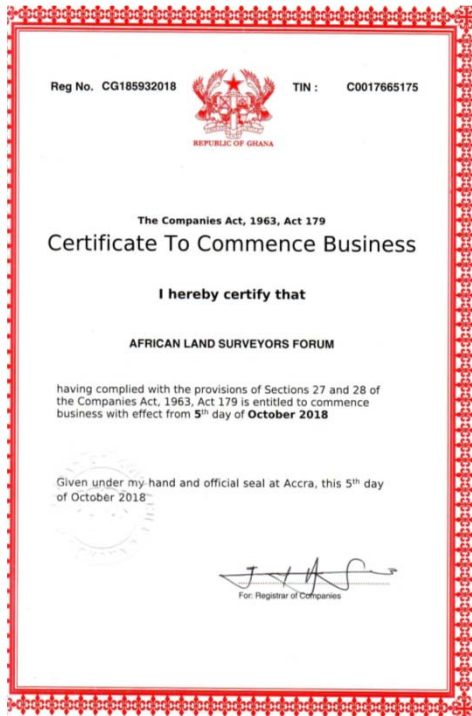 Reg No. CG185932018
TIN : C0017665175
REPUBLIC OF GHANA
The Companies Act, 1963, Act 179
Certificate To Commence Business
I hereby certify that
AFRICAN LAND SURVEYORS FORUM
having complied with the provisions of Sections 27 and 28 of
the Companies Act, 1963, Act 179 is entitled to commence
business with effect from 5th day of October 2018
Given under my hand and official seal at Accra, this 5th day
of October 2018
For: Registrar of Companies